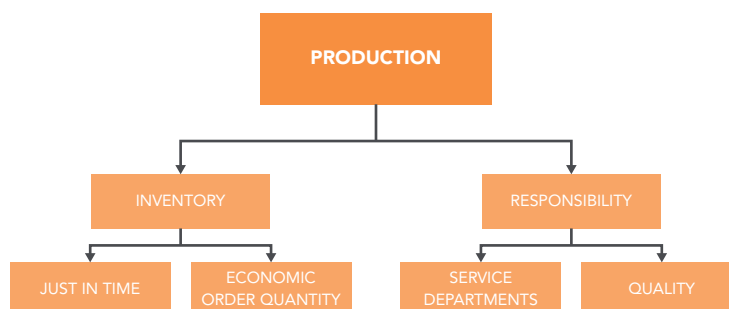 PRODUCTION
INVENTORY
RESPONSIBILITY
JUST IN TIME
ECONOMIC
ORDER QUANTITY
SERVICE
DEPARTMENTS
QUALITY